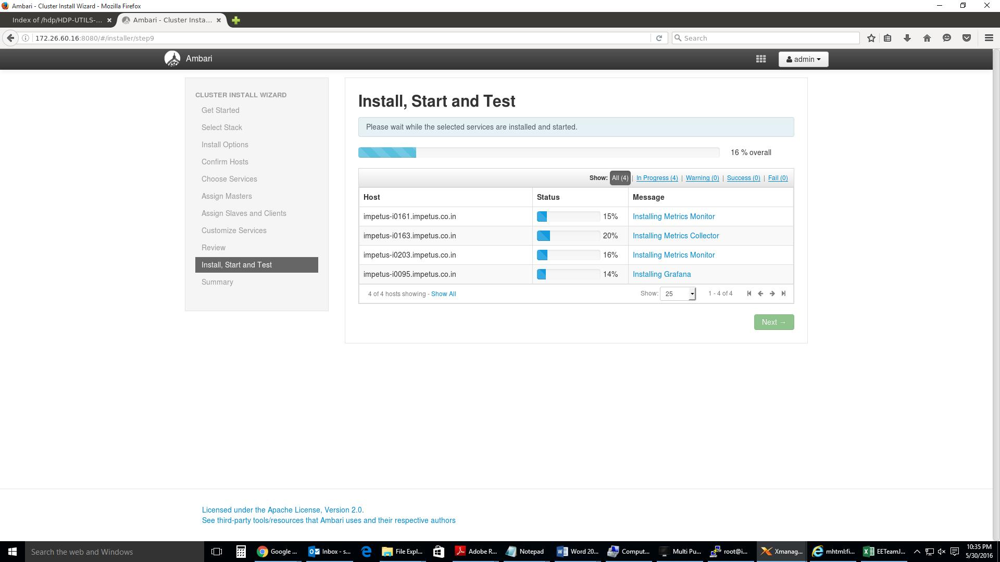 Ambari - Cluster Install Wizard - Mozilla Firefox
Index of /hdp/HDP-UTILS-...
Ambari - Cluster Insta...
172.26.60.16:8080/#/installer/step9
Search
Ambari
admin
CLUSTER INSTALL WIZARD
Get Started
Select Stack
Install Options
Confirm Hosts
Choose Services
Assign Masters
Assign Slaves and Clients
Customize Services
Review
Install, Start and Test
Summary
Install, Start and Test
Please wait while the selected services are installed and started.
16 % overall
Show: All (4) | In Progress (4) | Warning (0) | Success (0) | Fail (0)
Host Status Message
impetus-i0161.impetus.co.in 15% Installing Metrics Monitor
impetus-i0163.impetus.co.in 20% Installing Metrics Collector
impetus-i0203.impetus.co.in 16% Installing Metrics Monitor
impetus-i0095.impetus.co.in 14% Installing Grafana
4 of 4 hosts showing - Show All
Show: 25 1 - 4 of 4
Next →
Licensed under the Apache License, Version 2.0.
See third-party tools/resources that Ambari uses and their respective authors
Search the web and Windows
Google ...
Inbox - s...
File Expl...
Adobe R...
Notepad
Word 20...
Comput...
Multi Pu...
root@i...
Xmanag...
mhtml:fi...
EETeamJ...
10:35 PM
5/30/2016